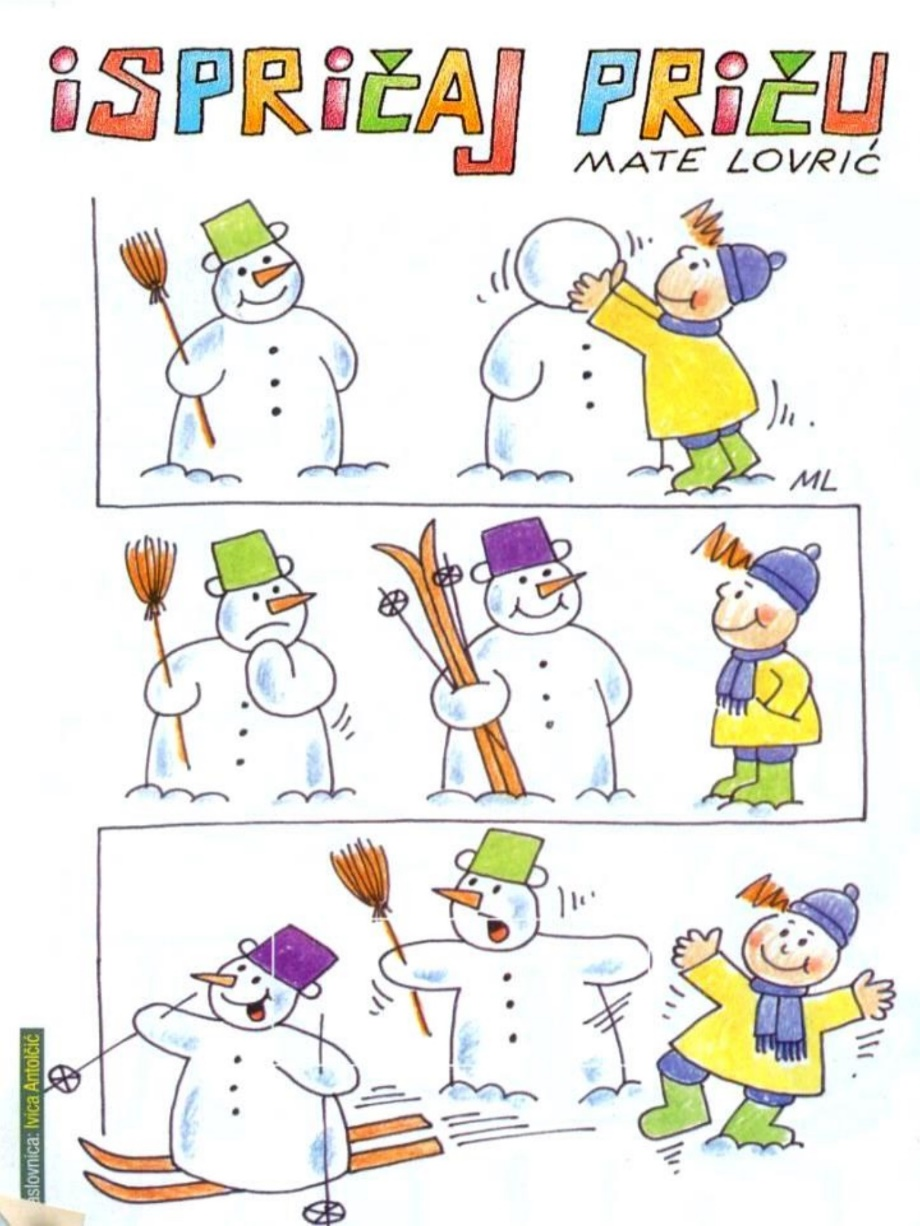 iSPRiČAJ PRiČU
MATE LOVRIĆ
ML
aslovnica: Ivica Antolčić